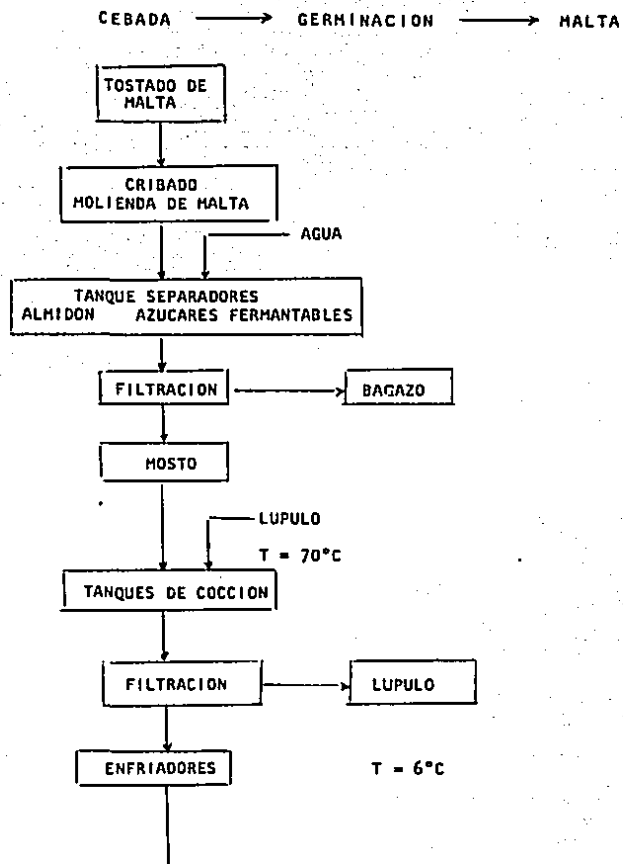 CEBADA GERMINACION MALTA
TOSTADO DE
MALTA
CRIBADO
MOLIENDA DE MALTA
AGUA
TANQUE SEPARADORES
ALMIDON AZUCARES FERMANTABLES
FILTRACION BAGAZO
MOSTO
LUPULO
T = 70°C
TANQUES DE COCCION
FILTRACION LUPULO
ENFRIADORES T = 6°C